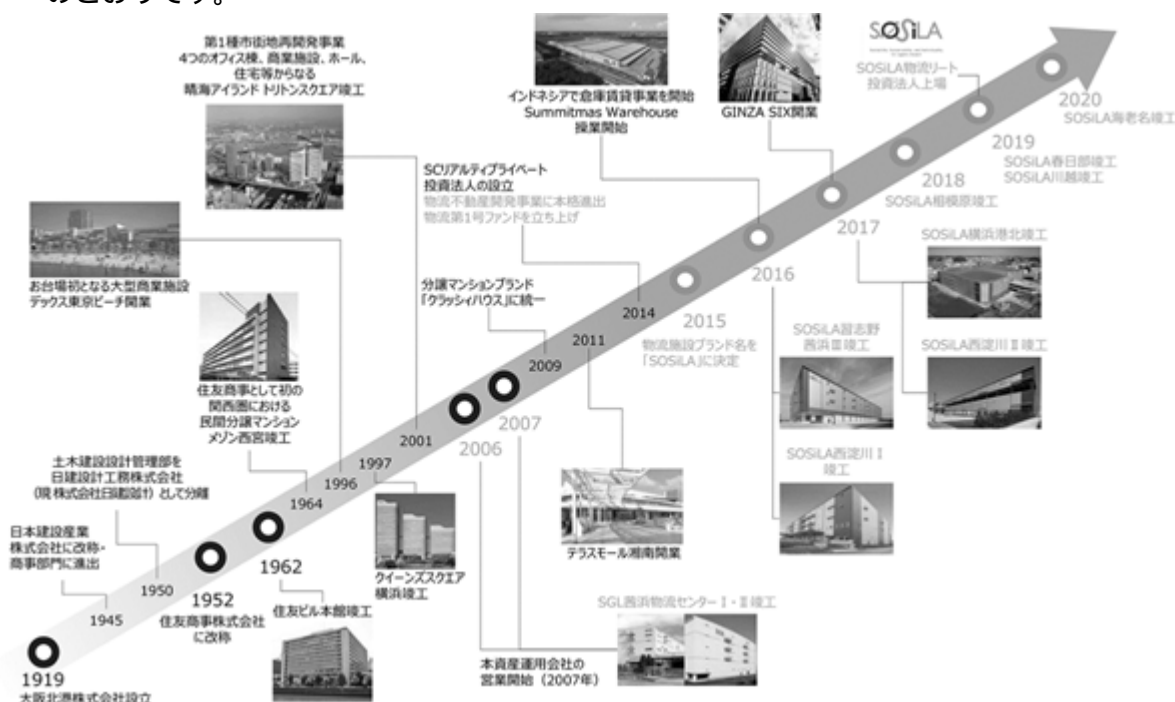 のとおりです。
第1種市街地再開発事業
4つのオフィス棟、商業施設、ホール、
住宅等からなる
晴海アイランド トリトンスクエア竣工
インドネシアで倉庫賃貸事業を開始
Summitmas Warehouse
操業開始
GINZA SIX開業
SOSiLA
SOSiLA物流リート
投資法人上場
2020
SOSiLA海老名竣工
2019
SOSiLA春日部竣工
SOSiLA川越竣工
2018
SOSiLA相模原竣工
2017
SOSiLA横浜港北竣工
SOSiLA西淀川Ⅱ竣工
2016
SOSiLA習志野
茜浜Ⅲ竣工
SOSiLA西淀川Ⅰ
竣工
2015
物流施設ブランド名を
「SOSiLA」に決定
SCリアルティプライベート
投資法人の設立
物流不動産開発事業に本格進出
物流第1号ファンドを立ち上げ
2014
2011
テラスモール湘南開業
分譲マンションブランド
「クラッシィハウス」に統一
2009
2007
2006
SGL茜浜物流センターⅠ・Ⅱ竣工
本資産運用会社の
営業開始（2007年）
2001
お台場初となる大型商業施設
デックス東京ビーチ開業
1997
クイーンズスクエア
横浜竣工
1996
住友商事として初の
関西圏における
民間分譲マンション
メゾン西宮竣工
1964
1962
住友ビル本館竣工
土木建設設計管理部を
日建設計工務株式会社
（現 株式会社日建設計）として分離
1952
住友商事株式会社
に改称
1950
日本建設産業
株式会社に改称・
商事部門に進出
1945
1919
大阪北港株式会社設立